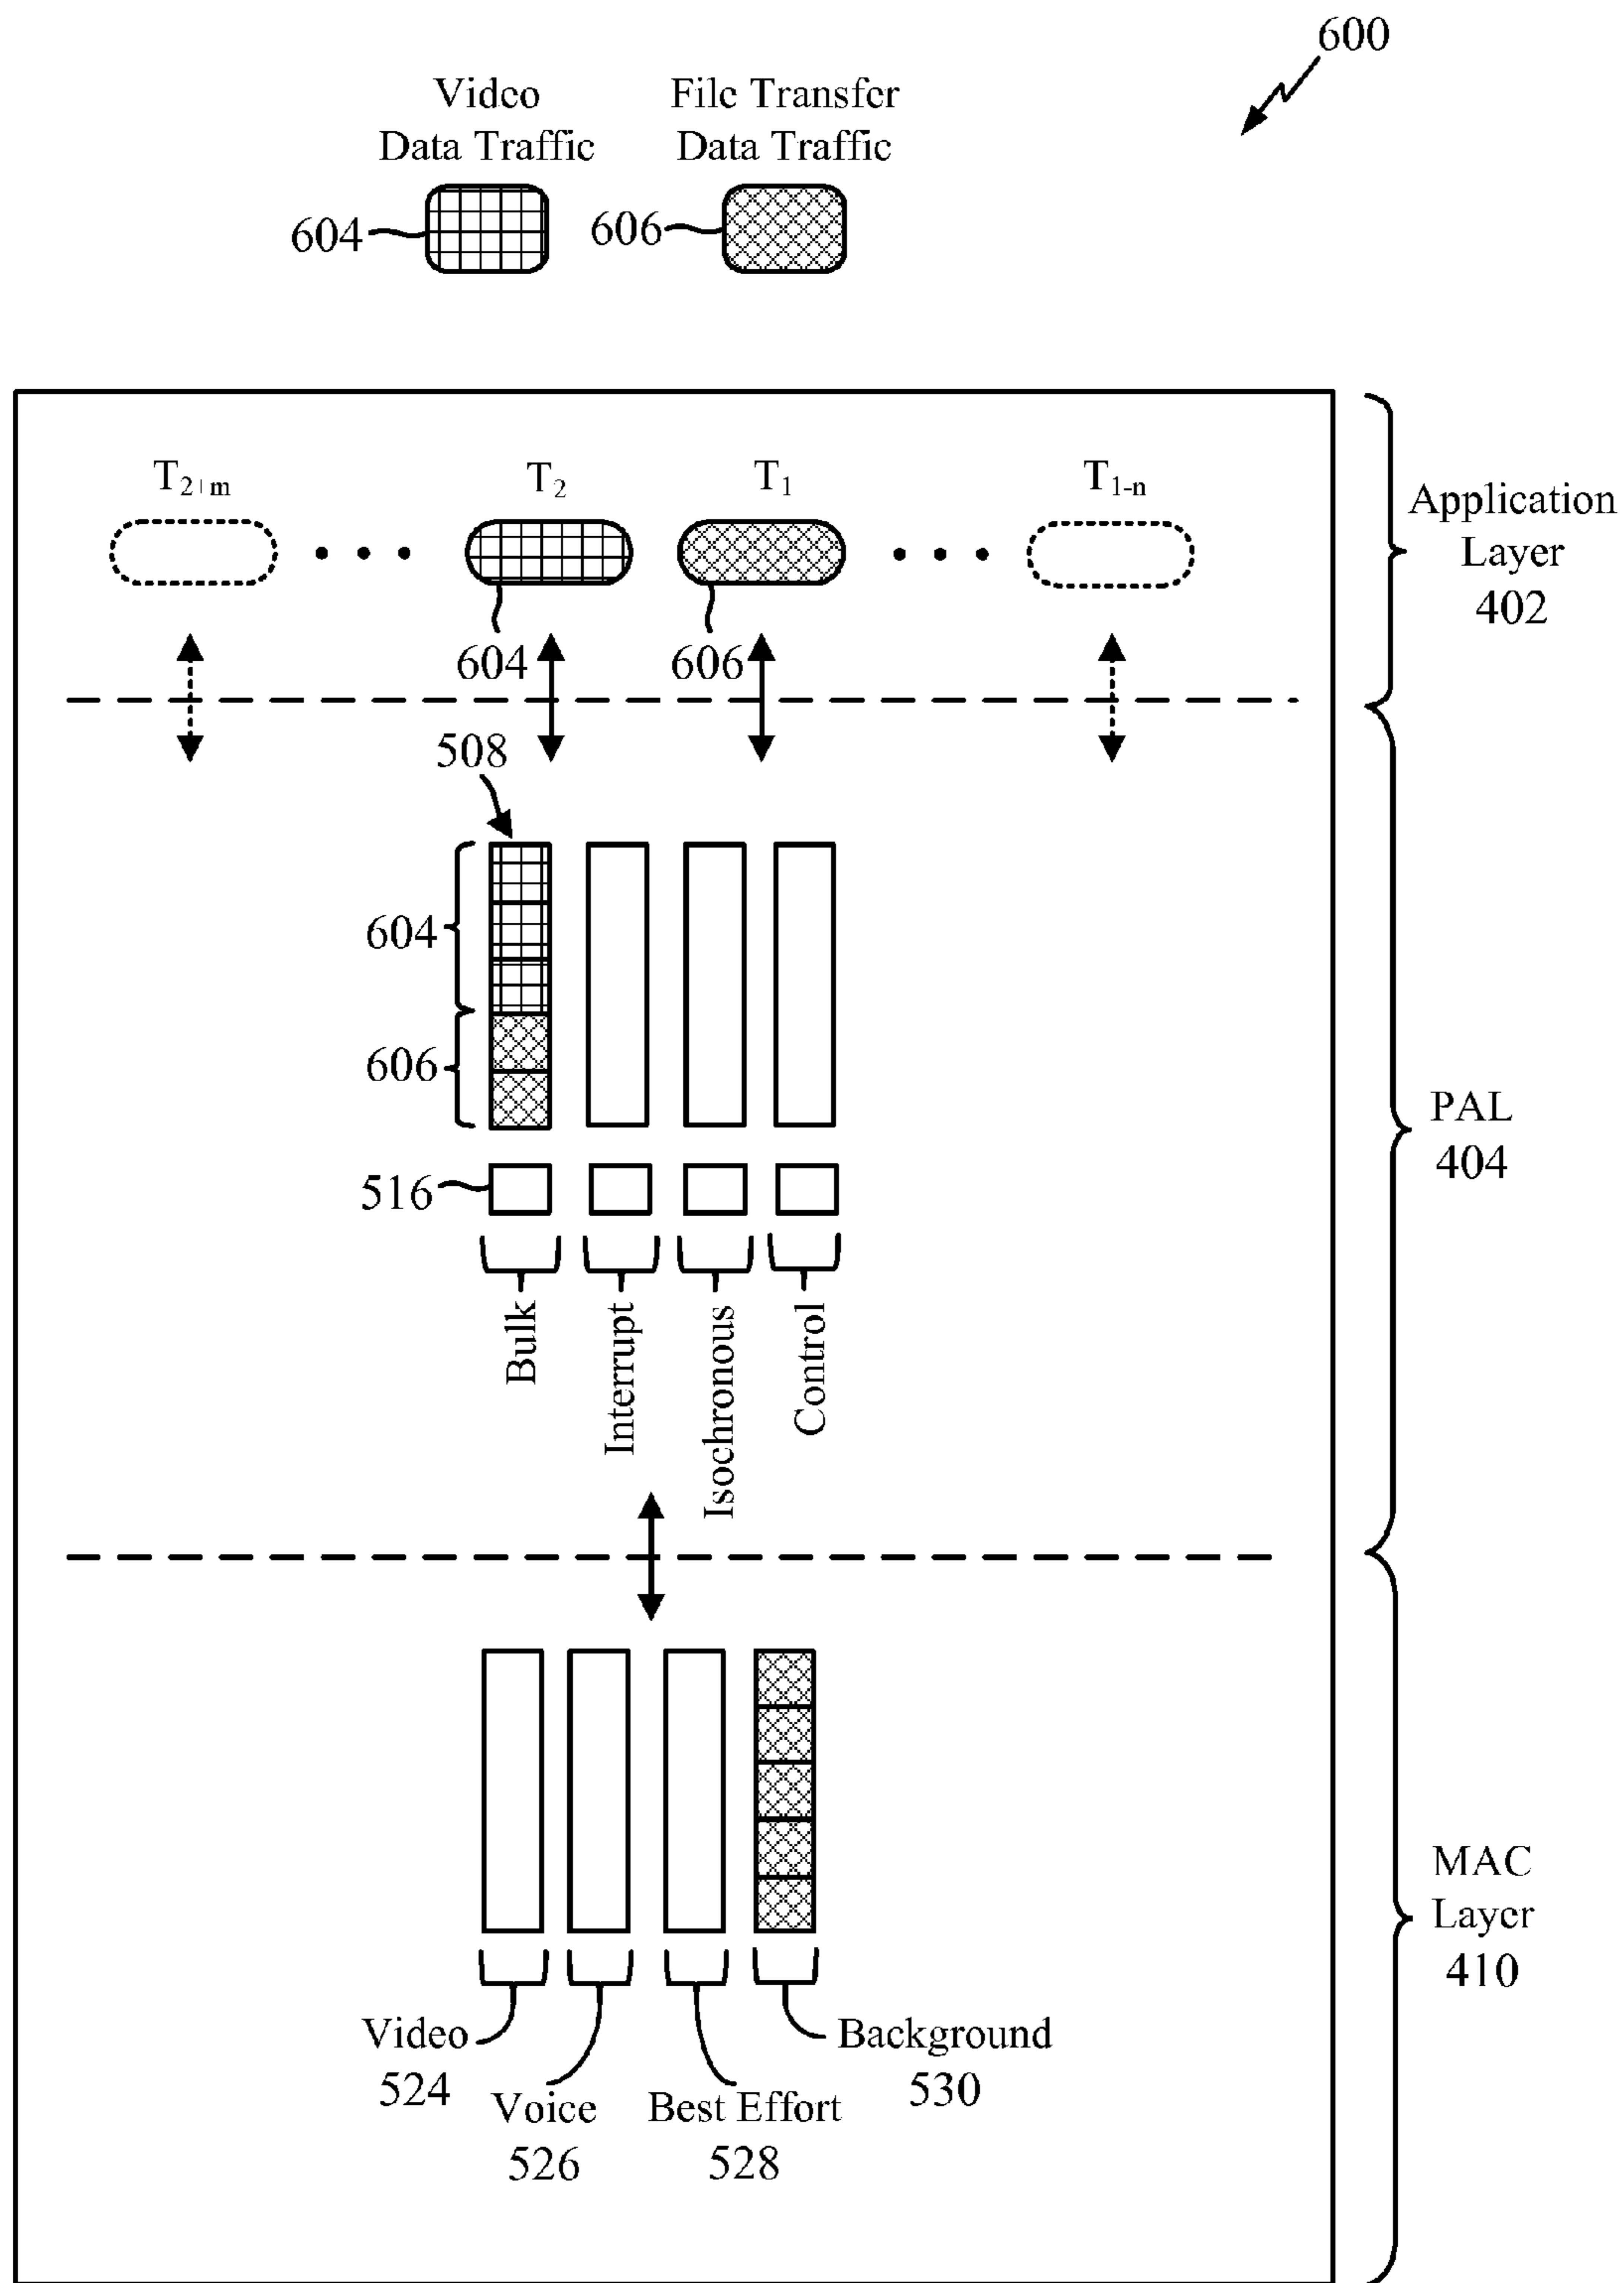 600
Video
Data Traffic
File Transfer
Data Traffic
604
606
T2+m
T2
T1
T1-n
Application
Layer
402
604
606
508
604
606
516
PAL
404
Bulk
Interrupt
Isochronous
Control
MAC
Layer
410
Video
524
Voice
526
Best Effort
528
Background
530